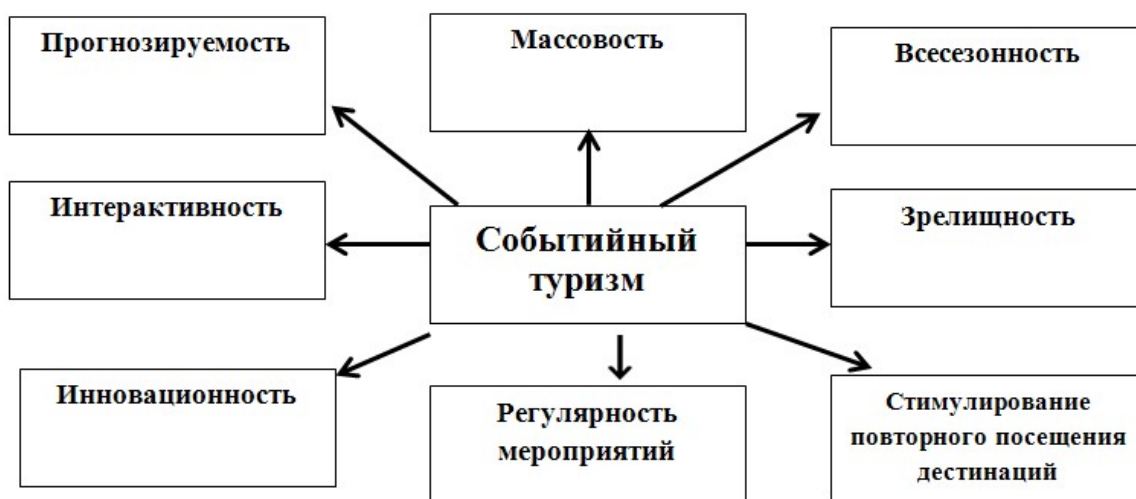 Прогнозируемость
Массовость
Всесезонность
Интерактивность
Событийный
туризм
Зрелищность
Инновационность
Регулярность
мероприятий
Стимулирование
повторного посещения
дестинаций